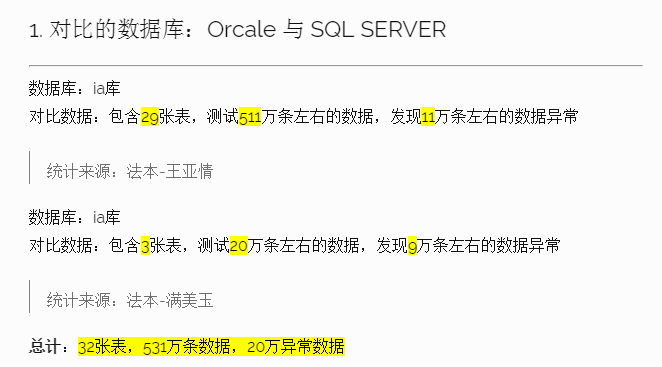 1. 对比的数据库：Orcale 与 SQL SERVER
数据库：ia库
对比数据：包含29张表，测试511万条左右的数据，发现11万条左右的数据异常
统计来源：法本-王亚情
数据库：ia库
对比数据：包含3张表，测试20万条左右的数据，发现9万条左右的数据异常
统计来源：法本-满美玉
总计：32张表，531万条数据，20万异常数据